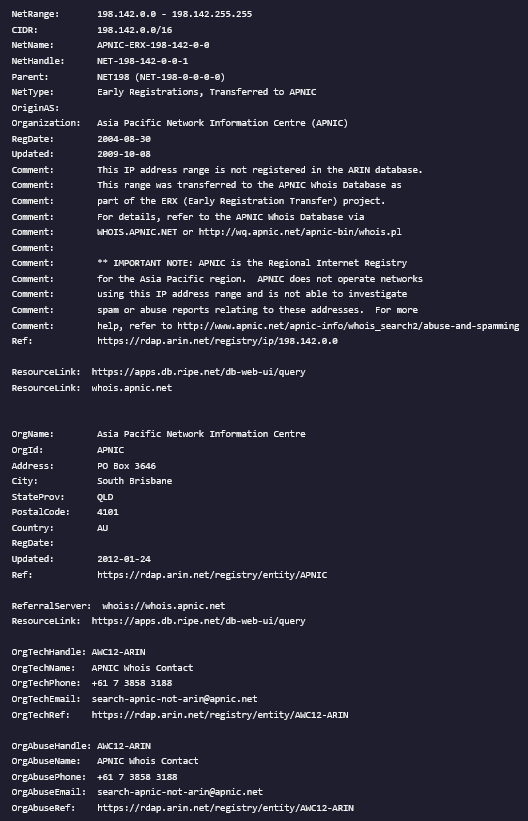 NetRange:       198.142.0.0 - 198.142.255.255
CIDR:           198.142.0.0/16
NetName:        APNIC-ERX-198-142-0-0
NetHandle:      NET-198-142-0-0-1
Parent:         NET198 (NET-198-0-0-0-0)
NetType:        Early Registrations, Transferred to APNIC
OriginAS:
Organization:   Asia Pacific Network Information Centre (APNIC)
RegDate:        2004-08-30
Updated:        2009-10-08
Comment:        This IP address range is not registered in the ARIN database.
Comment:        This range was transferred to the APNIC Whois Database as
Comment:        part of the ERX (Early Registration Transfer) project.
Comment:        For details, refer to the APNIC Whois Database via
Comment:        WHOIS.APNIC.NET or http://wq.apnic.net/apnic-bin/whois.pl
Comment:
Comment:        ** IMPORTANT NOTE: APNIC is the Regional Internet Registry
Comment:        for the Asia Pacific region.  APNIC does not operate networks
Comment:        using this IP address range and is not able to investigate
Comment:        spam or abuse reports relating to these addresses.  For more
Comment:        help, refer to http://www.apnic.net/apnic-info/whois_search2/abuse-and-spamming
Ref:            https://rdap.arin.net/registry/ip/198.142.0.0

ResourceLink:  https://apps.db.ripe.net/db-web-ui/query
ResourceLink:  whois.apnic.net

OrgName:        Asia Pacific Network Information Centre
OrgId:          APNIC
Address:        PO Box 3646
City:           South Brisbane
StateProv:      QLD
PostalCode:     4101
Country:        AU
RegDate:
Updated:        2012-01-24
Ref:            https://rdap.arin.net/registry/entity/APNIC

ReferralServer:  whois://whois.apnic.net
ResourceLink:  https://apps.db.ripe.net/db-web-ui/query

OrgTechHandle: AWC12-ARIN
OrgTechName:   APNIC Whois Contact
OrgTechPhone:  +61 7 3858 3188
OrgTechEmail:  search-apnic-not-arin@apnic.net
OrgTechRef:    https://rdap.arin.net/registry/entity/AWC12-ARIN

OrgAbuseHandle: AWC12-ARIN
OrgAbuseName:   APNIC Whois Contact
OrgAbusePhone:  +61 7 3858 3188
OrgAbuseEmail:  search-apnic-not-arin@apnic.net
OrgAbuseRef:    https://rdap.arin.net/registry/entity/AWC12-ARIN